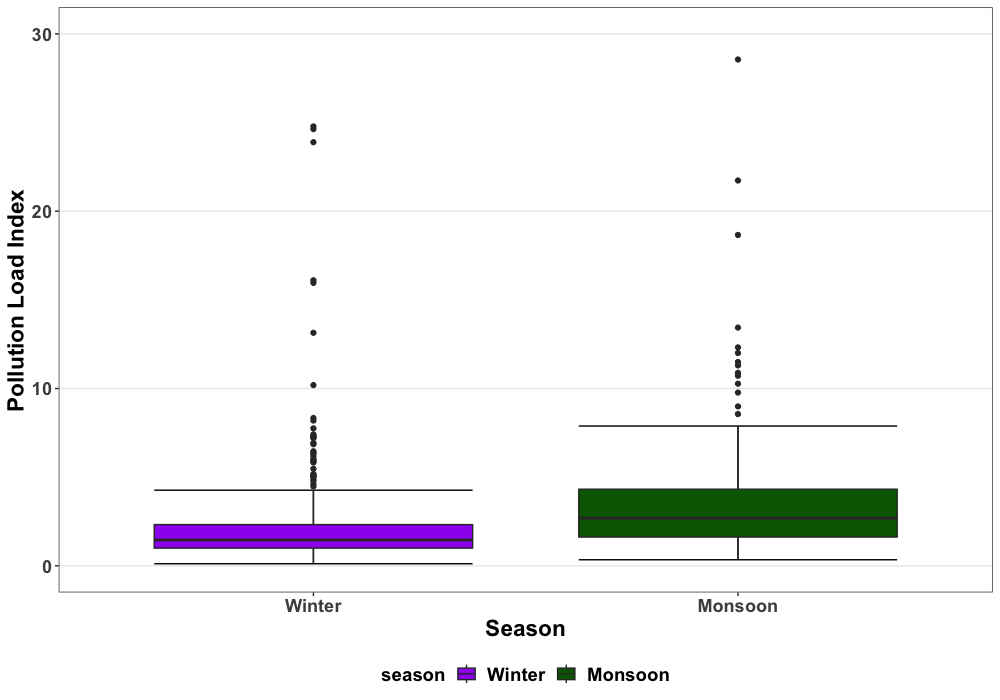 30
20
10
0
Pollution Load Index
Winter Monsoon
Season
season Winter Monsoon